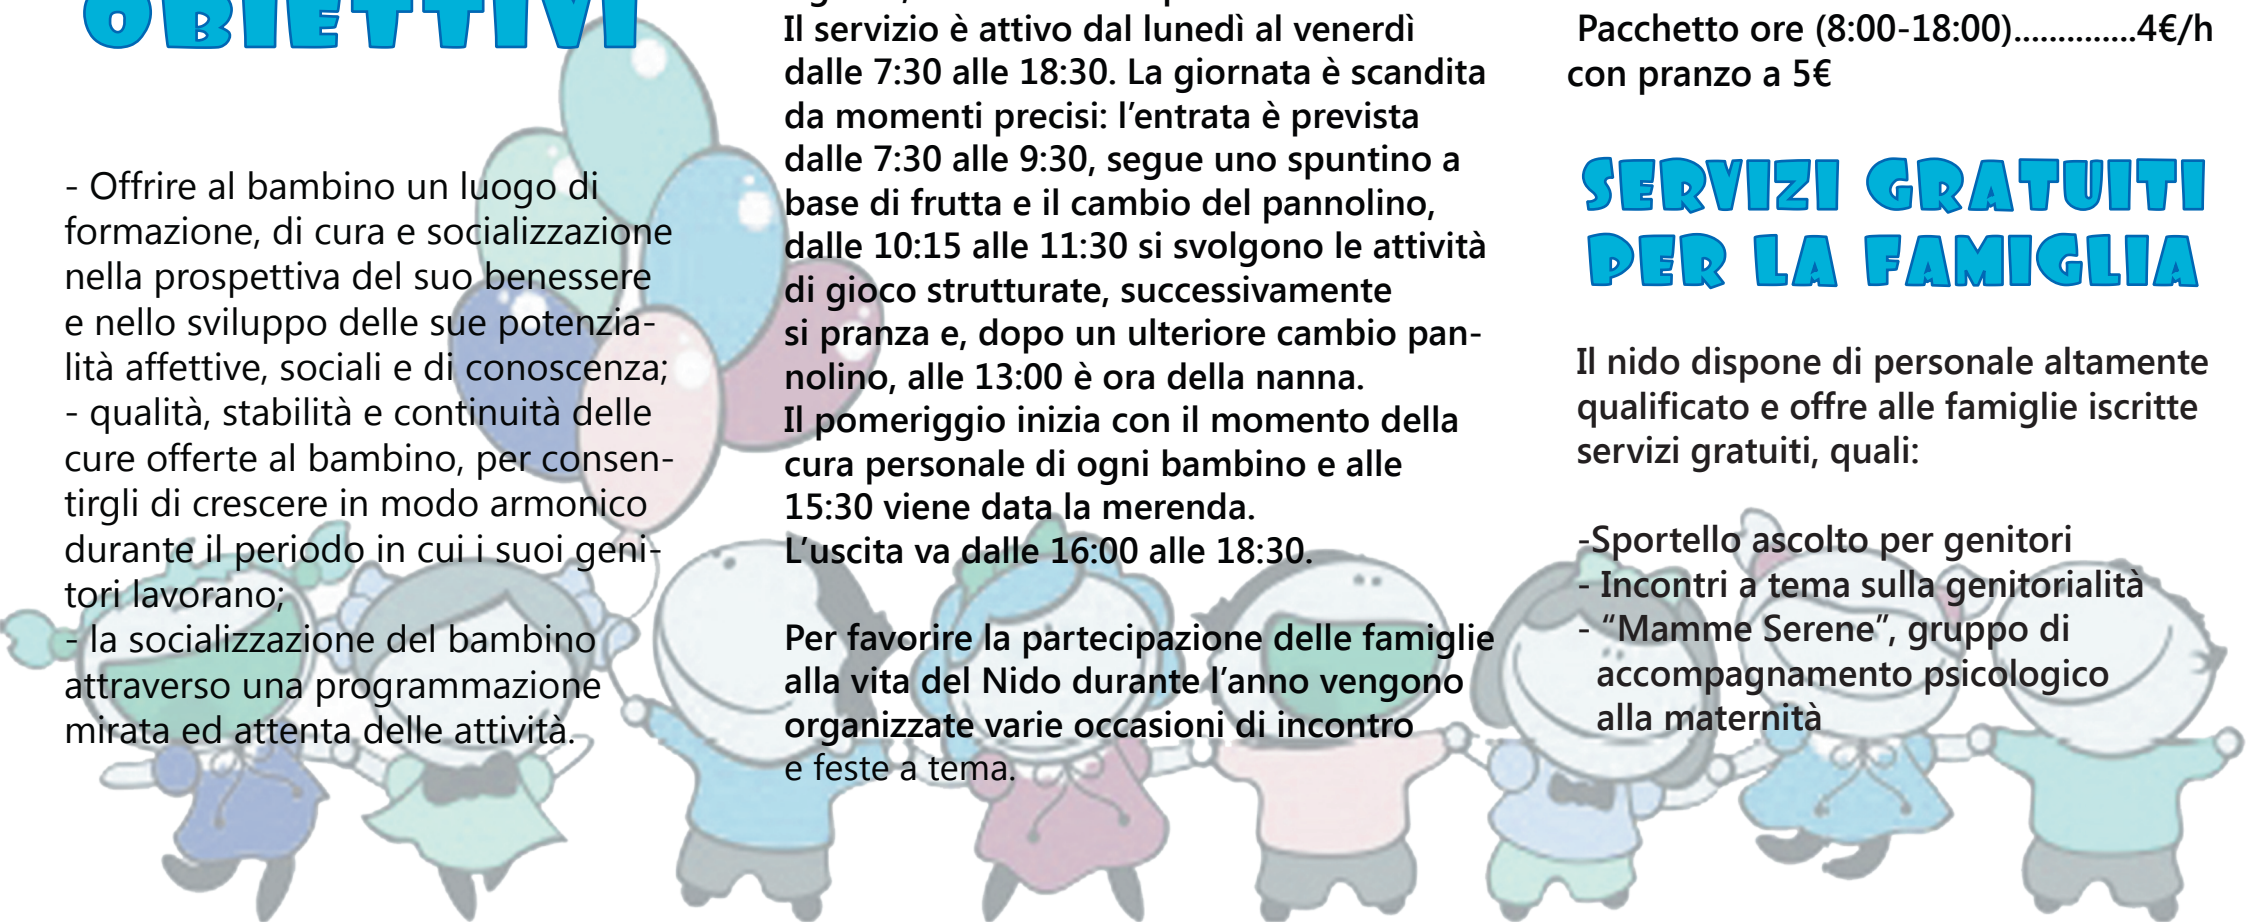 OBIETTIVI
- Offrire al bambino un luogo di
formazione, di cura e socializzazione
nella prospettiva del suo benessere
e nello sviluppo delle sue potenzia-
lità affettive, sociali e di conoscenza;
- qualità, stabilità e continuità delle
cure offerte al bambino, per consen-
tirgli di crescere in modo armonico
durante il periodo in cui i suoi geni-
tori lavorano;
- la socializzazione del bambino
attraverso una programmazione
mirata ed attenta delle attività.
Il servizio è attivo dal lunedì al venerdì
dalle 7:30 alle 18:30. La giornata è scandita
da momenti precisi: l’entrata è prevista
dalle 7:30 alle 9:30, segue uno spuntino a
base di frutta e il cambio del pannolino,
dalle 10:15 alle 11:30 si svolgono le attività
di gioco strutturate, successivamente
si pranza e, dopo un ulteriore cambio pan-
nolino, alle 13:00 è ora della nanna.
Il pomeriggio inizia con il momento della
cura personale di ogni bambino e alle
15:30 viene data la merenda.
L’uscita va dalle 16:00 alle 18:30.
Per favorire la partecipazione delle famiglie
alla vita del Nido durante l’anno vengono
organizzate varie occasioni di incontro
e feste a tema.
Pacchetto ore (8:00-18:00)..............4€/h
con pranzo a 5€
SERVIZI GRATUITI
PER LA FAMIGLIA
Il nido dispone di personale altamente
qualificato e offre alle famiglie iscritte
servizi gratuiti, quali:
-Sportello ascolto per genitori
- Incontri a tema sulla genitorialità
- “Mamme Serene”, gruppo di
accompagnamento psicologico
alla maternità